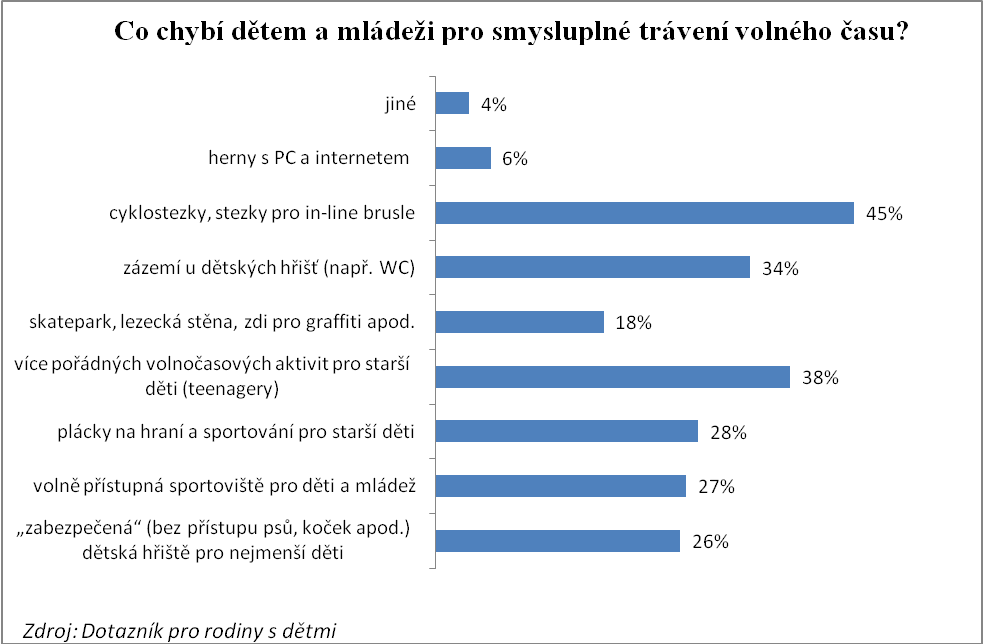 Co chybí dětem a mládeži pro smysluplné trávení volného času?
jiné 4%
herny s PC a internetem 6%
cyklostezky, stezky pro in-line brusle 45%
zázemí u dětských hřišť (např. WC) 34%
skatepark, lezecká stěna, zdi pro graffiti apod. 18%
více pořádných volnočasových aktivit pro starší
děti (teenagery) 38%
plácky na hraní a sportování pro starší děti 28%
volně přístupná sportoviště pro děti a mládež 27%
„zabezpečená“ (bez přístupu psů, koček apod.)
dětská hřiště pro nejmenší děti 26%
Zdroj: Dotazník pro rodiny s dětmi